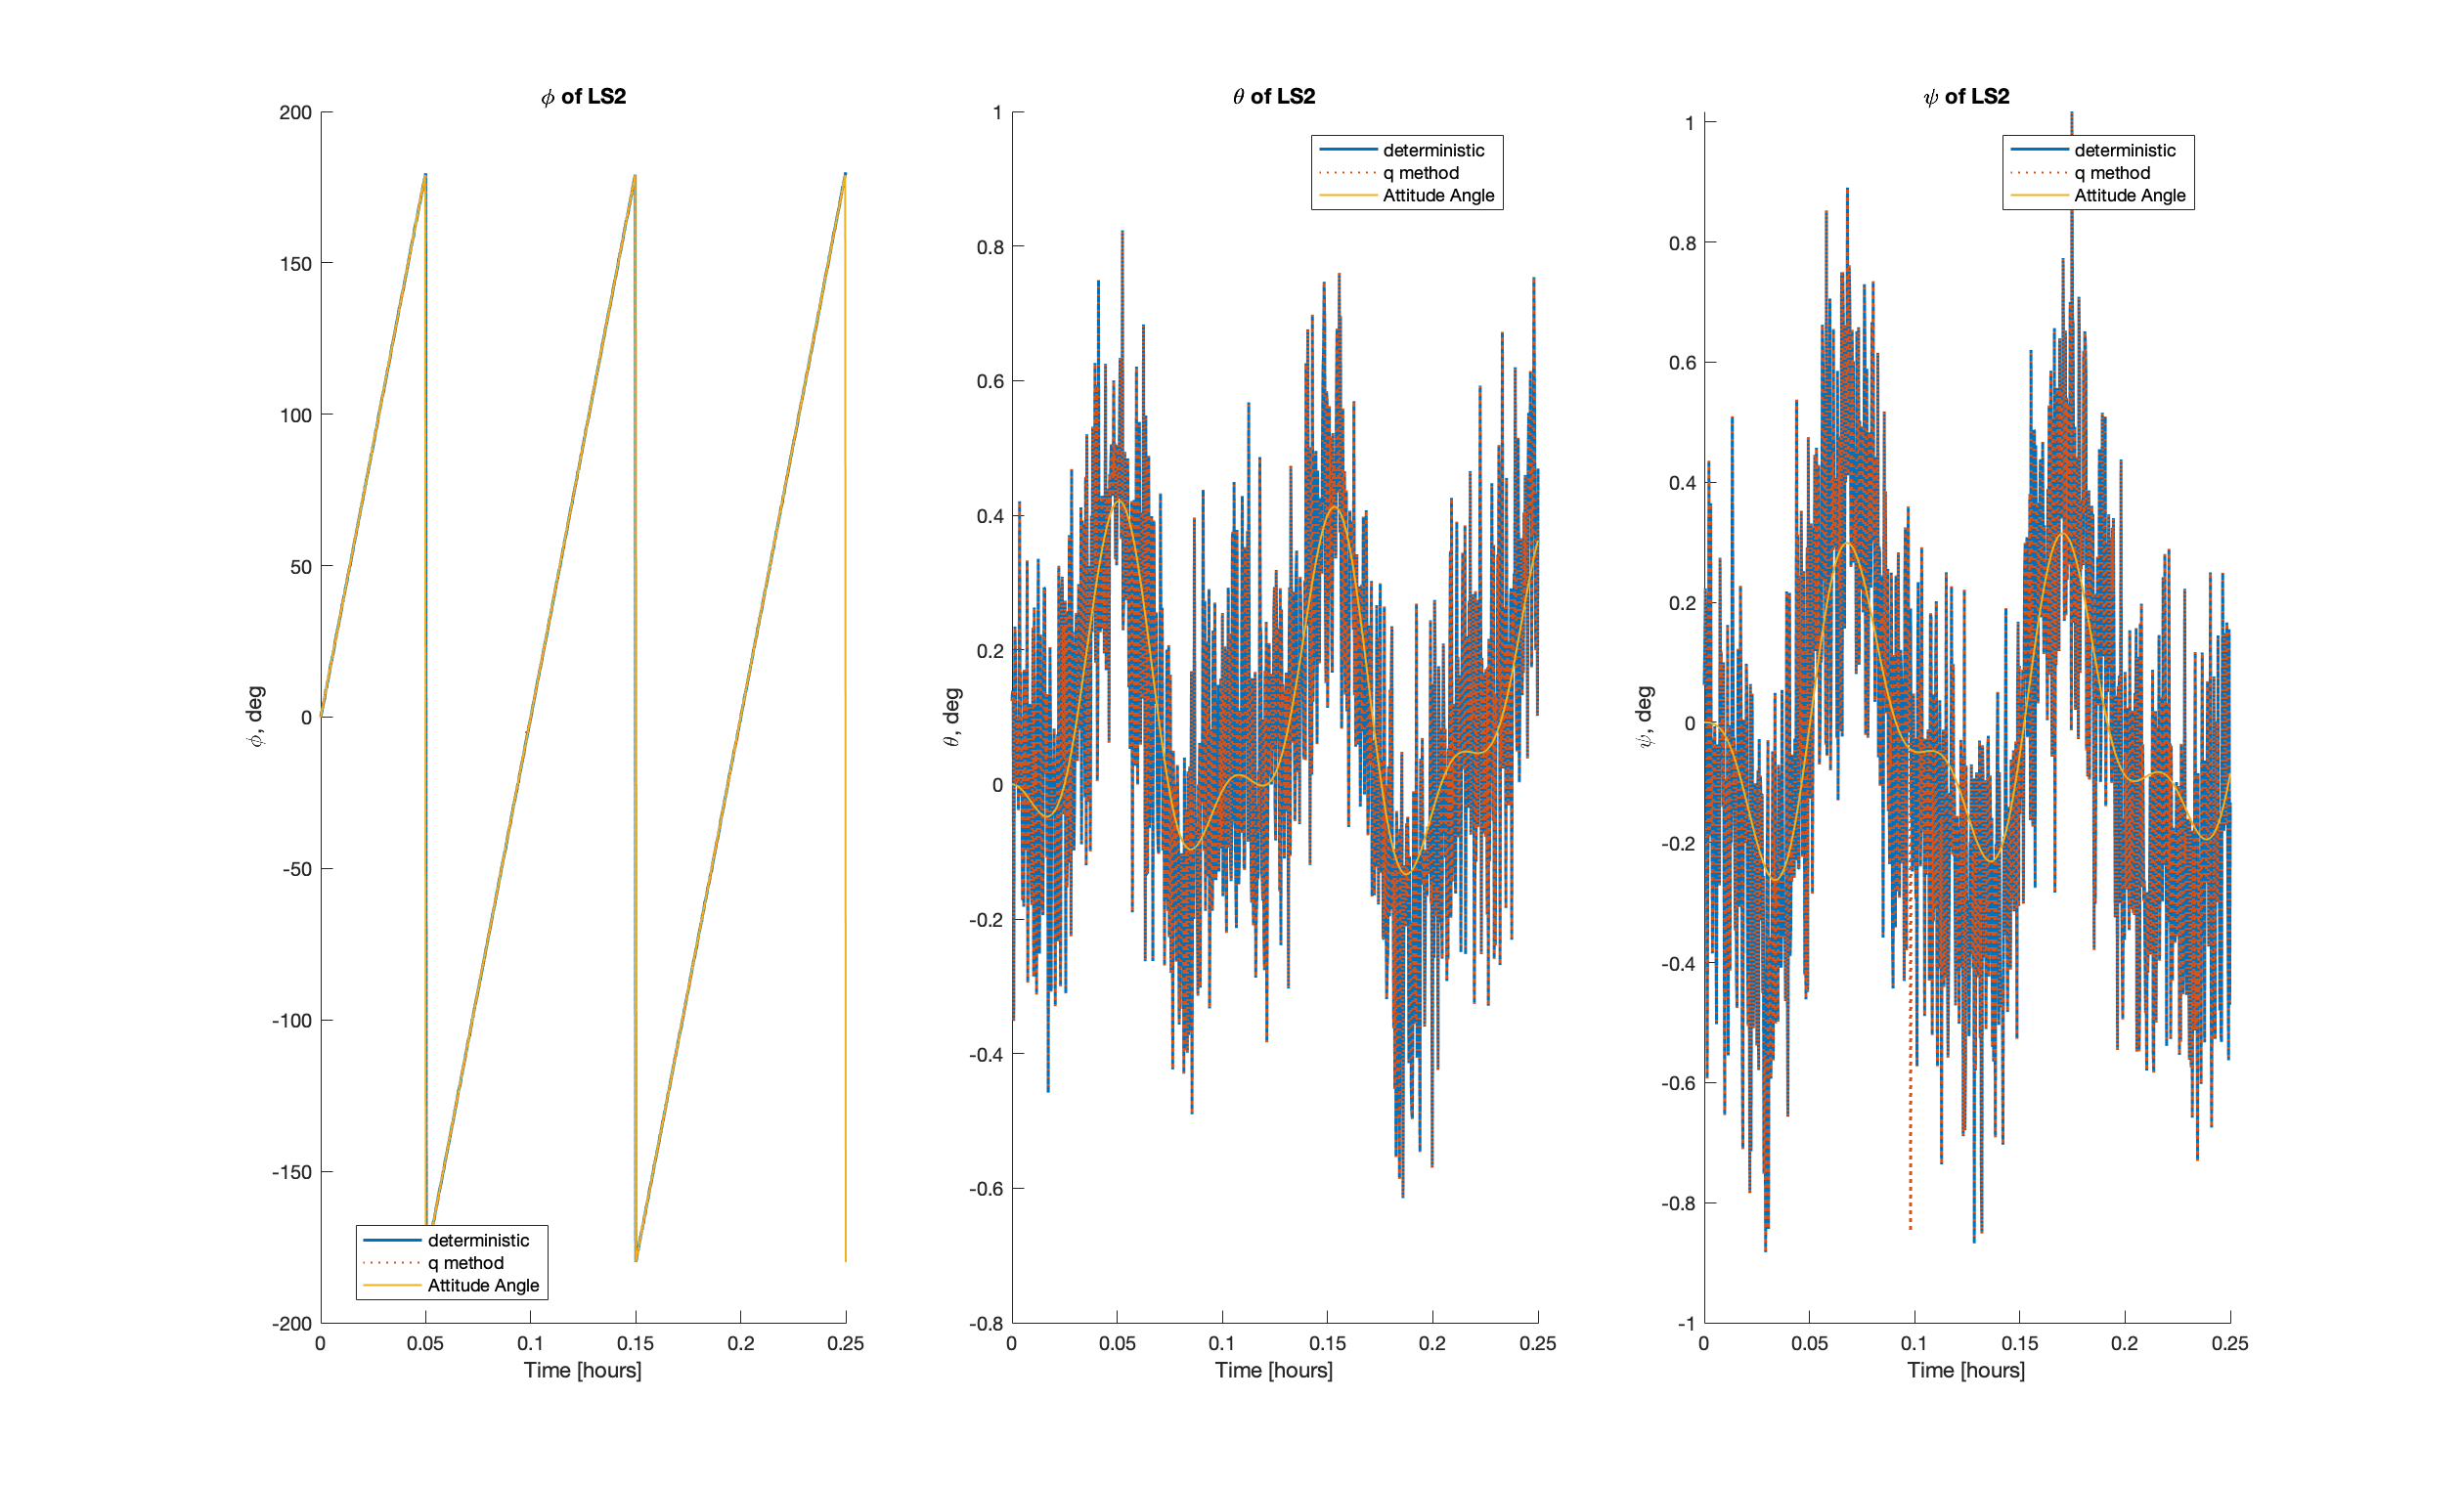 ϕ of LS2
200
150
100
50
0
-50
-100
-150
-200
0
0.05
0.1
0.15
0.2
0.25
Time [hours]
ϕ, deg
deterministic
q method
Attitude Angle
θ of LS2
1
0.8
0.6
0.4
0.2
0
-0.2
-0.4
-0.6
-0.8
0
0.05
0.1
0.15
0.2
0.25
Time [hours]
θ, deg
deterministic
q method
Attitude Angle
ψ of LS2
1
0.8
0.6
0.4
0.2
0
-0.2
-0.4
-0.6
-0.8
-1
0
0.05
0.1
0.15
0.2
0.25
Time [hours]
ψ, deg
deterministic
q method
Attitude Angle